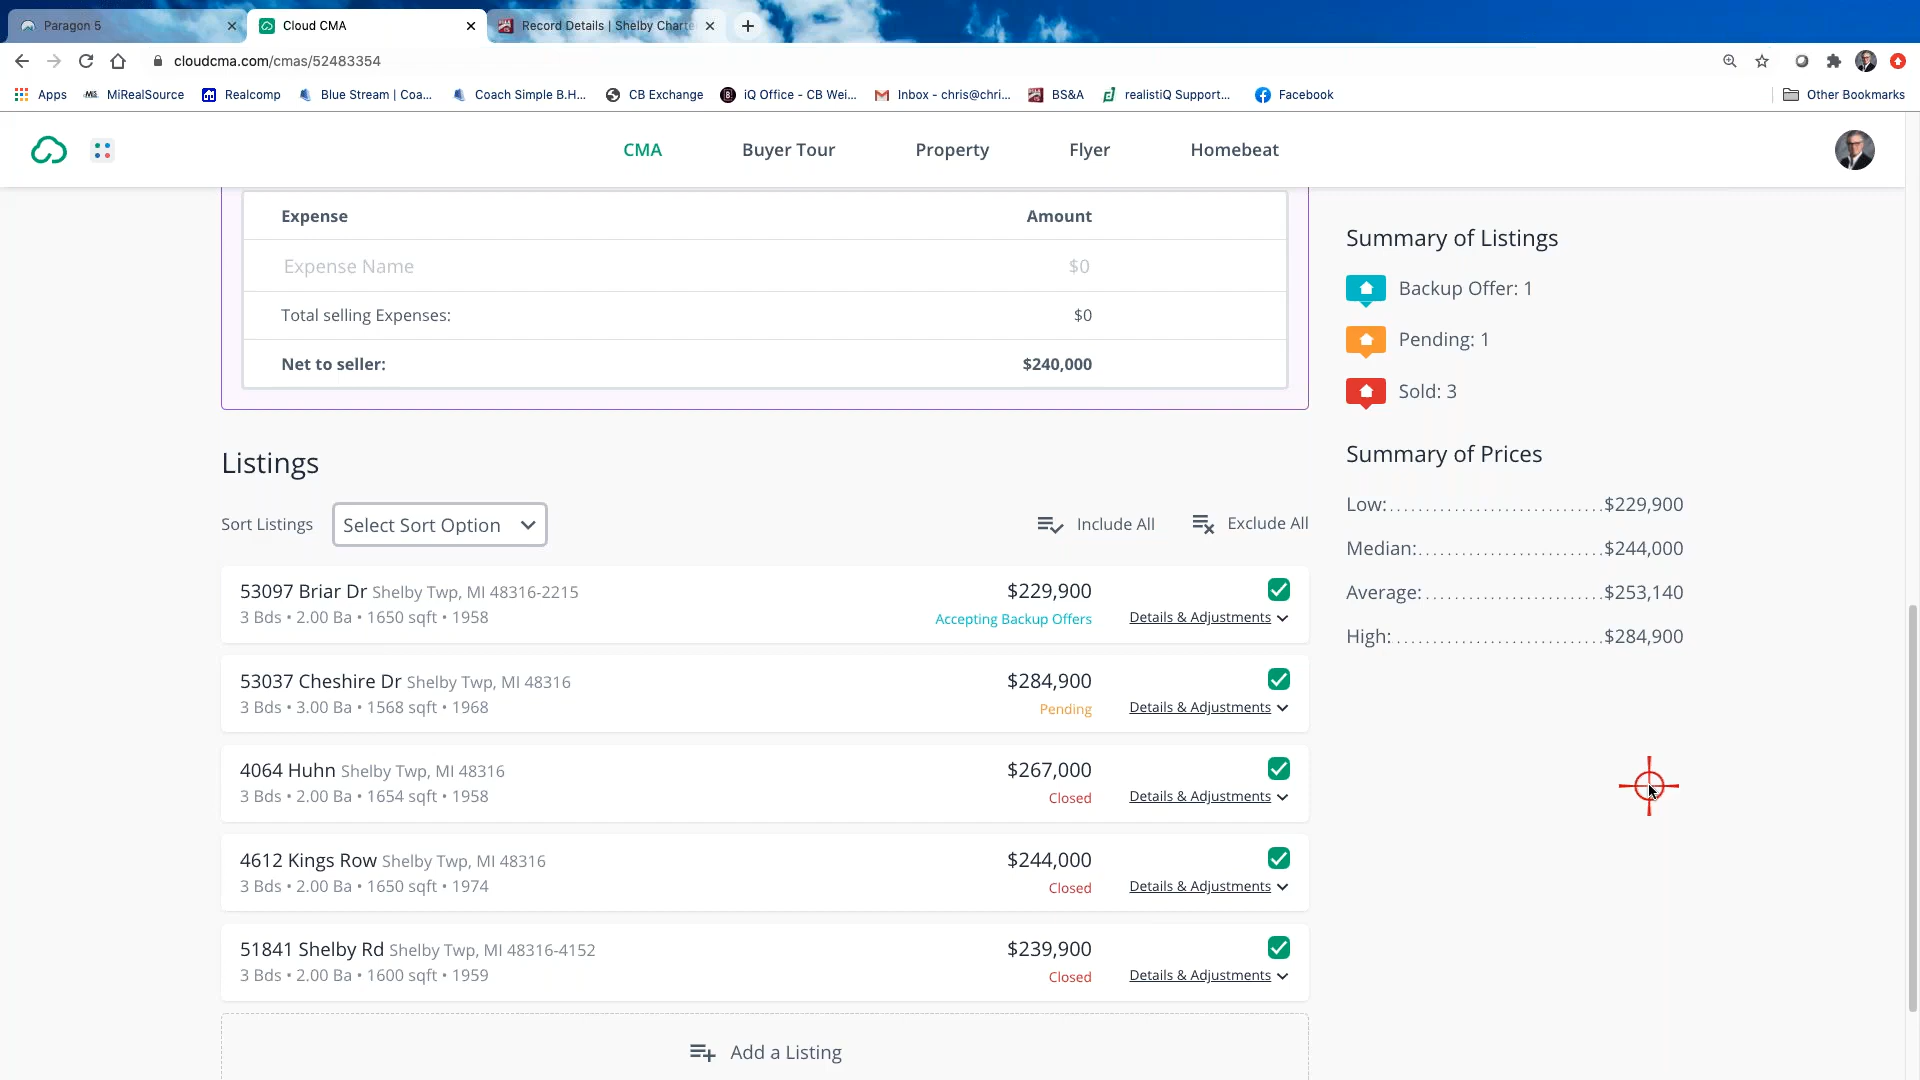 Paragon 5
Cloud CMA
Record Details | Shelby Charte
cloudcma.com/cmas/52483354
Apps
MiRealSource
Realcomp
Blue Stream | Coa...
Coach Simple B.H...
CB Exchange
iQ Office - CB Wei...
Inbox - chris@chri...
BS&A
realistiQ Support...
Facebook
Other Bookmarks
CMA
Buyer Tour
Property
Flyer
Homebeat
Expense Amount
Expense Name $0
Total selling Expenses: $0
Net to seller: $240,000
Listings
Sort Listings
Select Sort Option
Include All
Exclude All
53097 Briar Dr Shelby Twp, MI 48316-2215 $229,900
3 Bds • 2.00 Ba • 1650 sqft • 1958 Accepting Backup Offers Details & Adjustments
53037 Cheshire Dr Shelby Twp, MI 48316 $284,900
3 Bds • 3.00 Ba • 1568 sqft • 1968 Pending Details & Adjustments
4064 Huhn Shelby Twp, MI 48316 $267,000
3 Bds • 2.00 Ba • 1654 sqft • 1958 Closed Details & Adjustments
4612 Kings Row Shelby Twp, MI 48316 $244,000
3 Bds • 2.00 Ba • 1650 sqft • 1974 Closed Details & Adjustments
51841 Shelby Rd Shelby Twp, MI 48316-4152 $239,900
3 Bds • 2.00 Ba • 1600 sqft • 1959 Closed Details & Adjustments
Add a Listing
Summary of Listings
Backup Offer: 1
Pending: 1
Sold: 3
Summary of Prices
Low: $229,900
Median: $244,000
Average: $253,140
High: $284,900